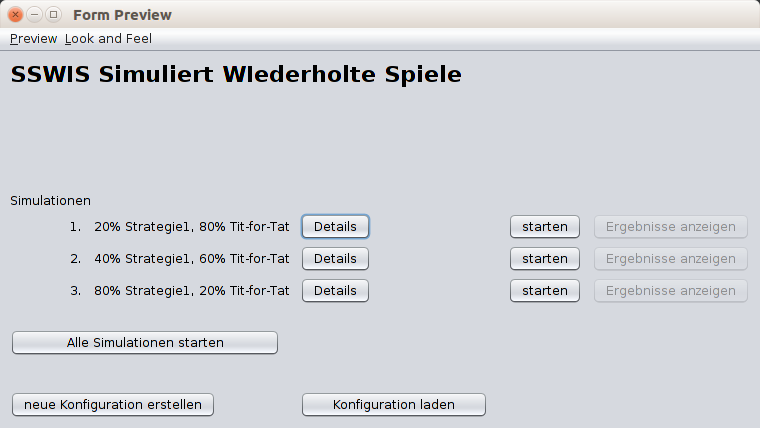 Form Preview
Preview Look and Feel
SSWIS Simuliert WIederholte Spiele
Simulationen
1. 20% Strategie1, 80% Tit-for-Tat Details starten Ergebnisse anzeigen
2. 40% Strategie1, 60% Tit-for-Tat Details starten Ergebnisse anzeigen
3. 80% Strategie1, 20% Tit-for-Tat Details starten Ergebnisse anzeigen
Alle Simulationen starten
neue Konfiguration erstellen Konfiguration laden